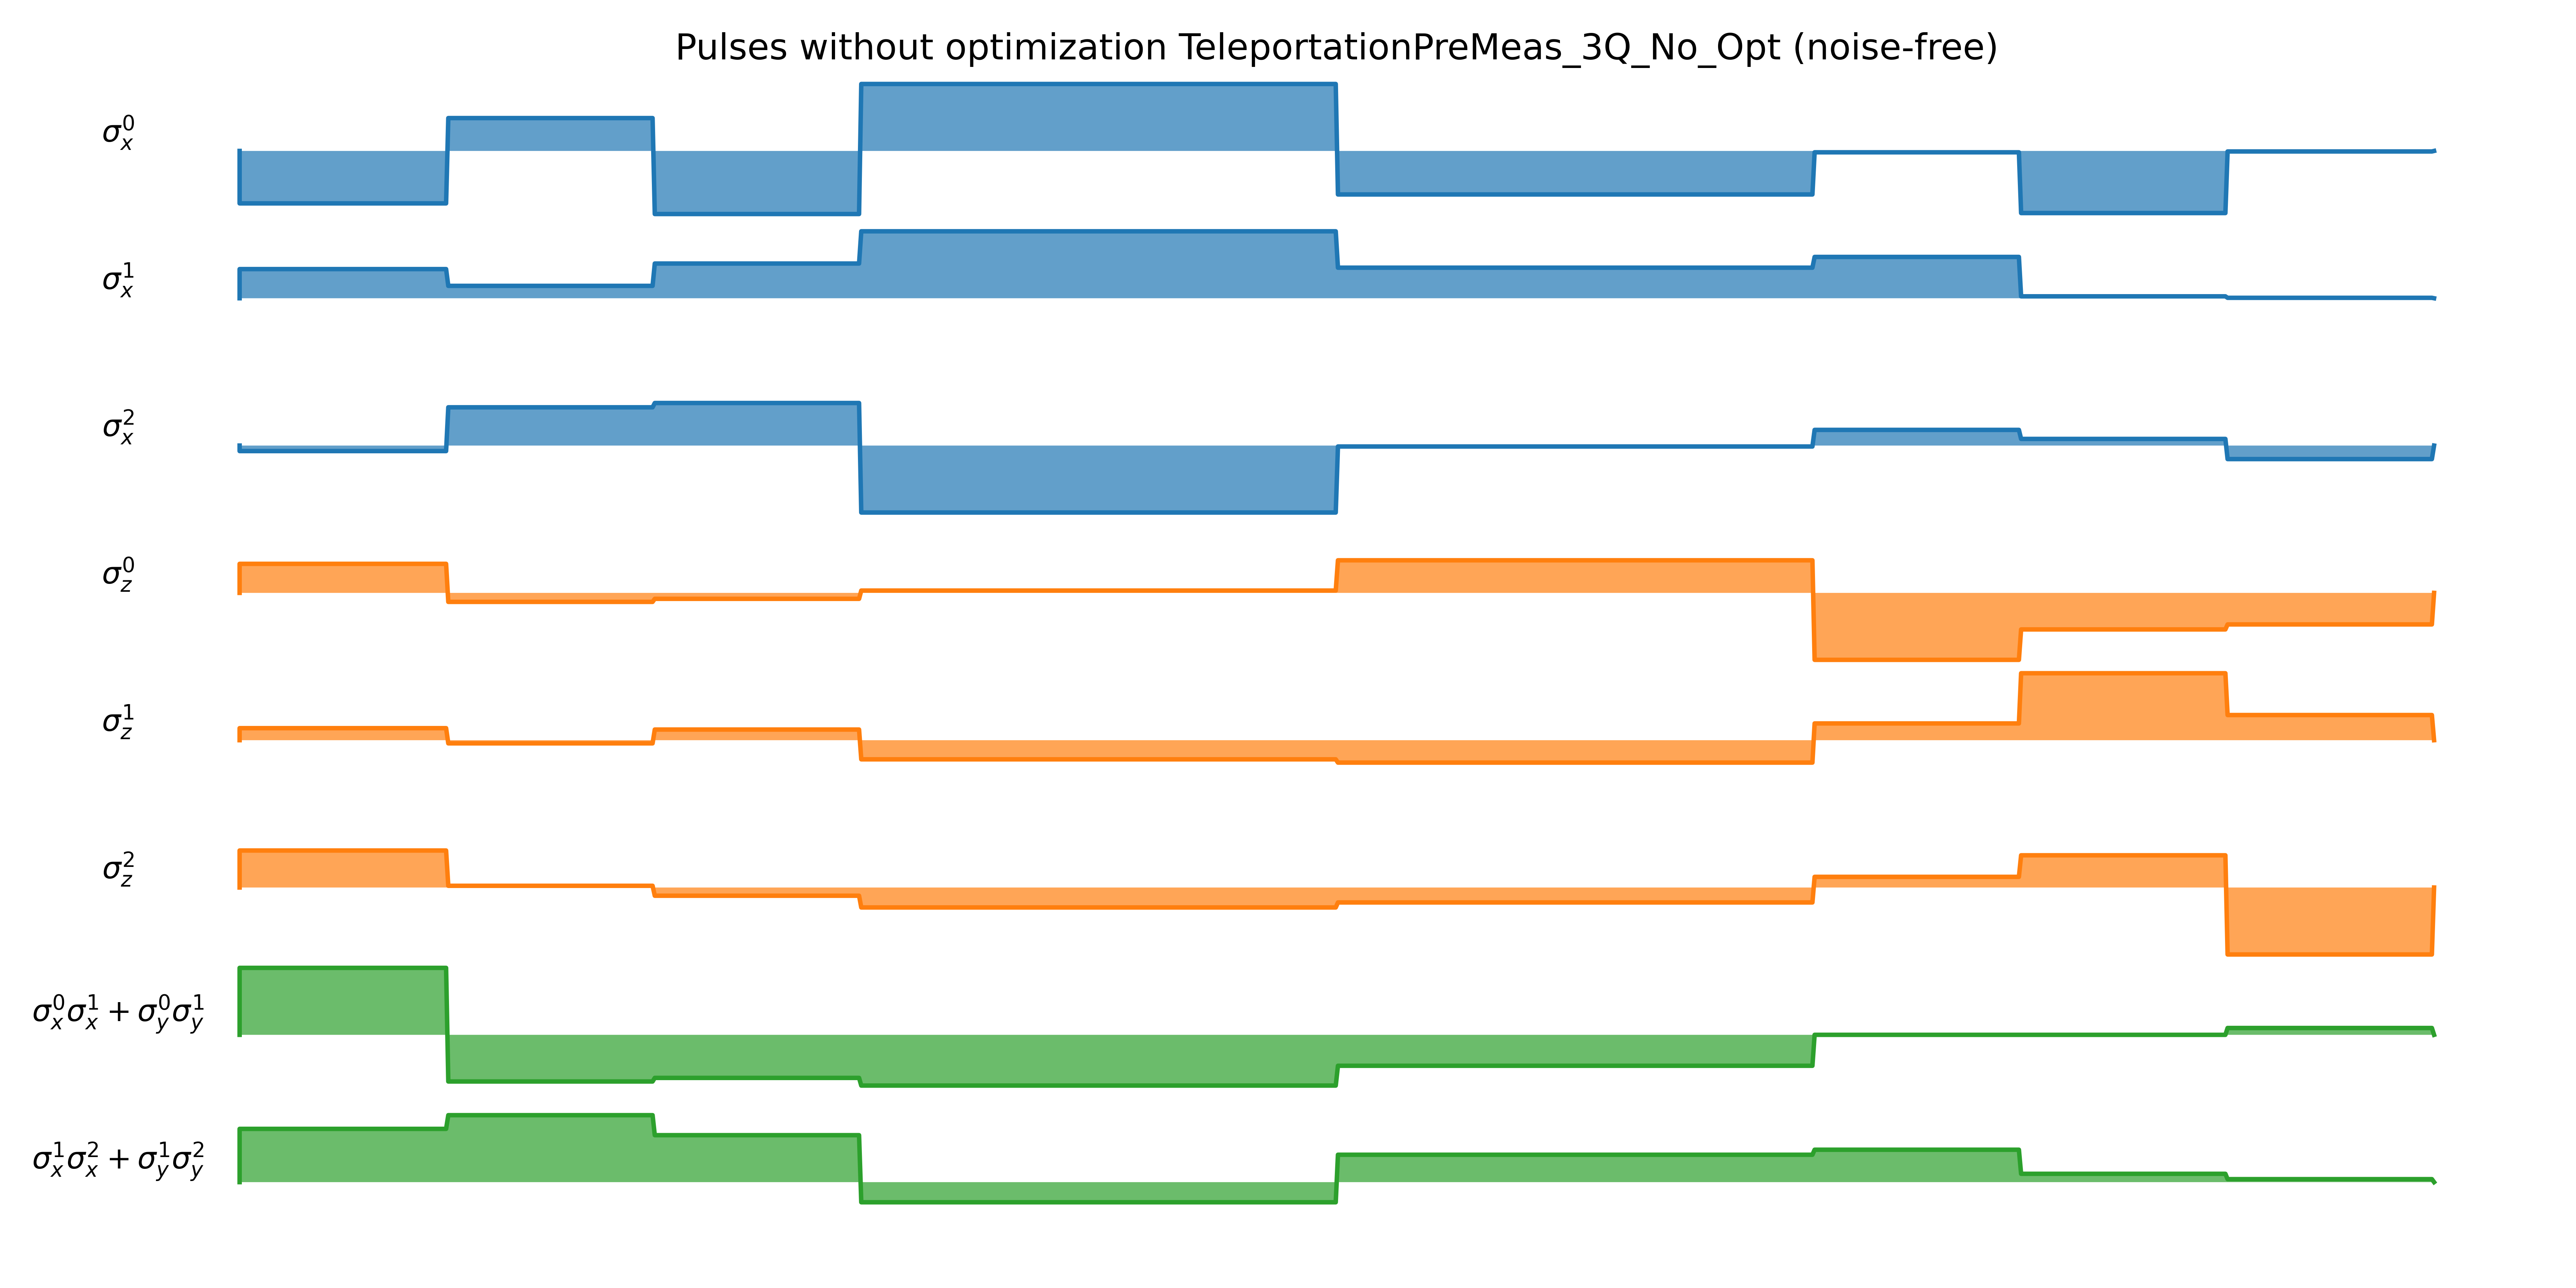 Pulses without optimization TeleportationPreMeas_3Q_No_Opt (noise-free)
σ_x^0
σ_x^1
σ_x^2
σ_z^0
σ_z^1
σ_z^2
σ_x^0σ_x^1 + σ_y^0σ_y^1
σ_x^1σ_x^2 + σ_y^1σ_y^2